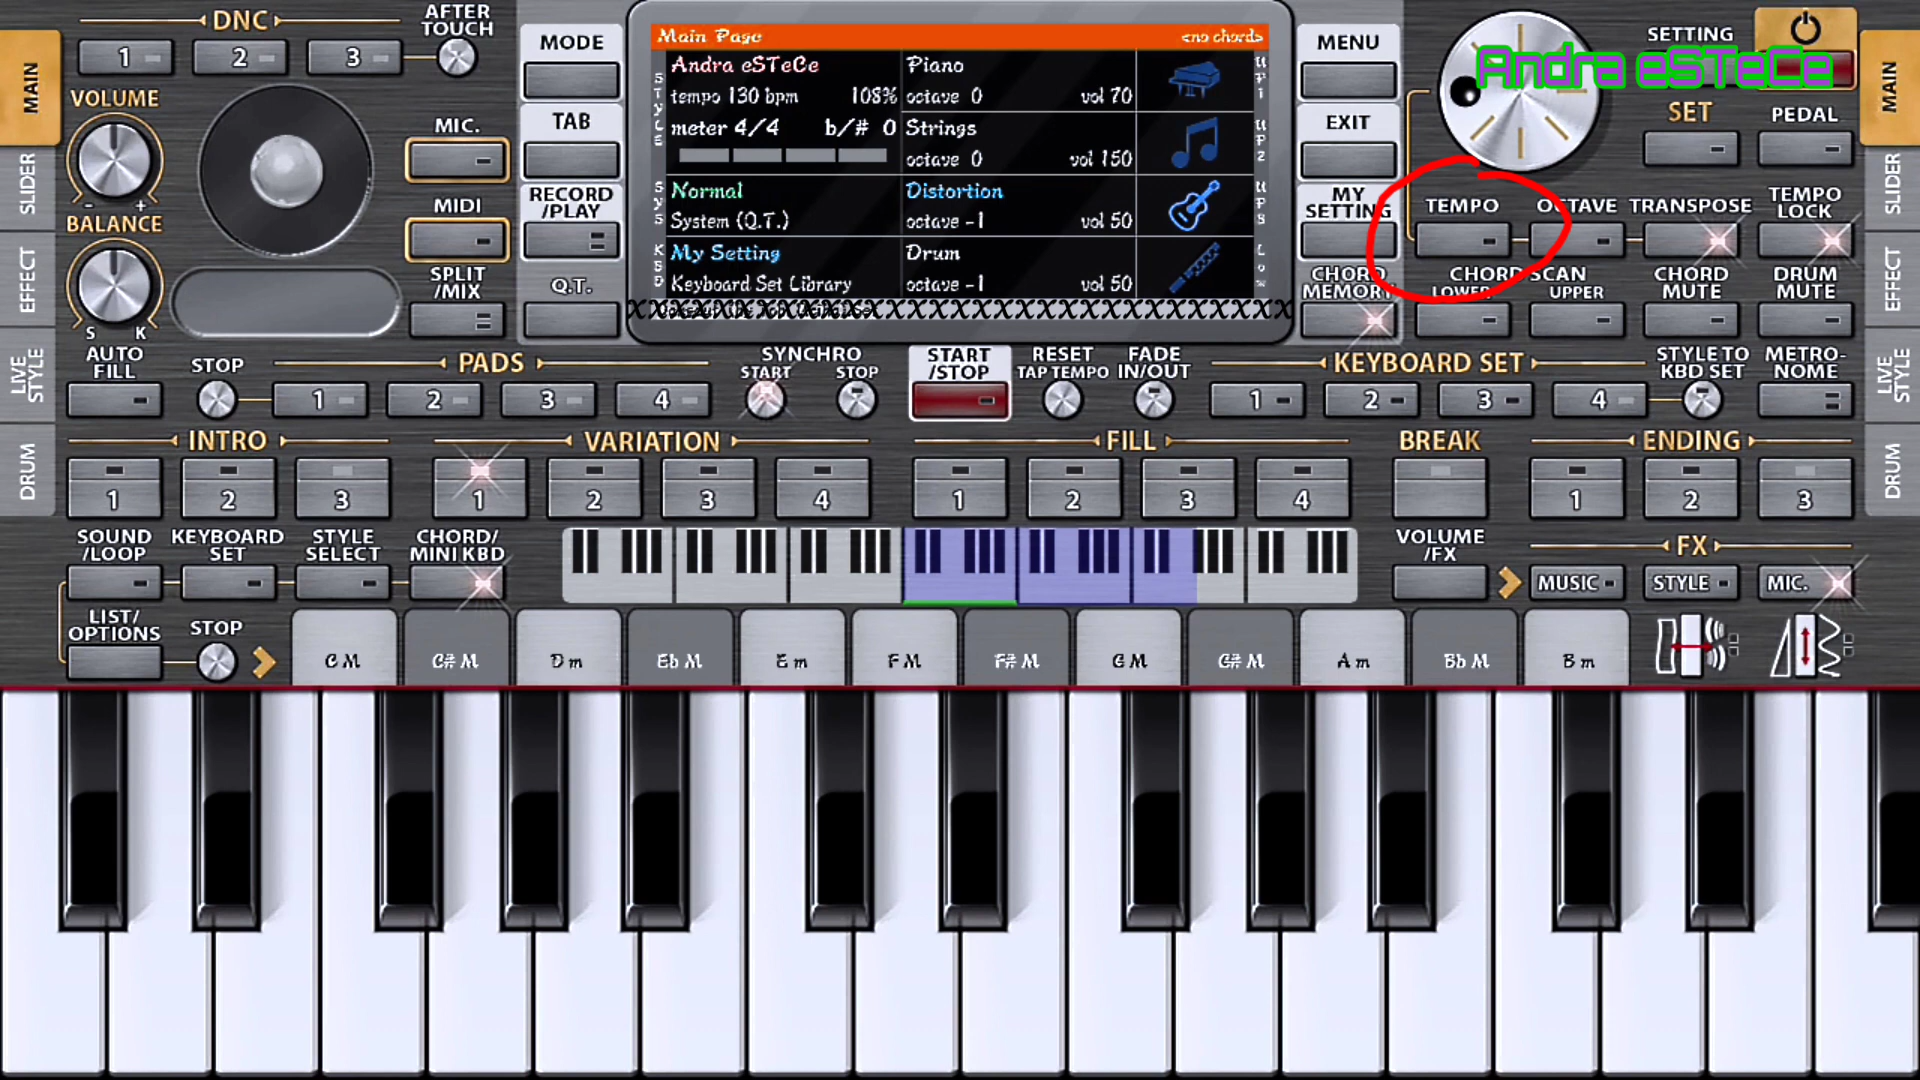 DNC
AFTER TOUCH
1 2 3
MAIN
SLIDER
EFFECT
LIVE STYLE
DRUM
VOLUME
- +
BALANCE
S K
MIC.
MIDI
SPLIT /MIX
MODE
TAB
RECORD /PLAY
Q.T.
Main Page <no chord>
STYLE
Andra eSTeCe
tempo 130 bpm 108%
meter 4/4 b/# 0
SYS
Normal
System (Q.T.)
My Setting
Keyboard Set Library
Piano
octave 0 vol 70
UP1
Strings
octave 0 vol 150
UP2
Distortion
octave -1 vol 50
Drum
octave -1 vol 50
Low
MENU
EXIT
MY SETTING
CHORD MEMORY
SETTING
Andra eSTeCe
SET
PEDAL
TEMPO
OCTAVE
TRANSPOSE
TEMPO LOCK
CHORD SCAN
LOWER UPPER
CHORD MUTE
DRUM MUTE
MAIN
SLIDER
EFFECT
LIVE STYLE
DRUM
AUTO FILL
STOP
PADS
1 2 3 4
SYNCHRO
START STOP
START /STOP
RESET
TAP TEMPO
FADE IN/OUT
KEYBOARD SET
1 2 3 4
STYLE TO KBD SET
METRO-NOME
INTRO
1 2 3
VARIATION
1 2 3 4
FILL
1 2 3 4
BREAK
ENDING
1 2 3
SOUND /LOOP
KEYBOARD SET
STYLE SELECT
CHORD/ MINI KBD
VOLUME /FX
FX
MUSIC
STYLE
MIC.
LIST/ OPTIONS
STOP
C M C# M D m Eb M E m F M F# M G M G# M A m Bb M B m